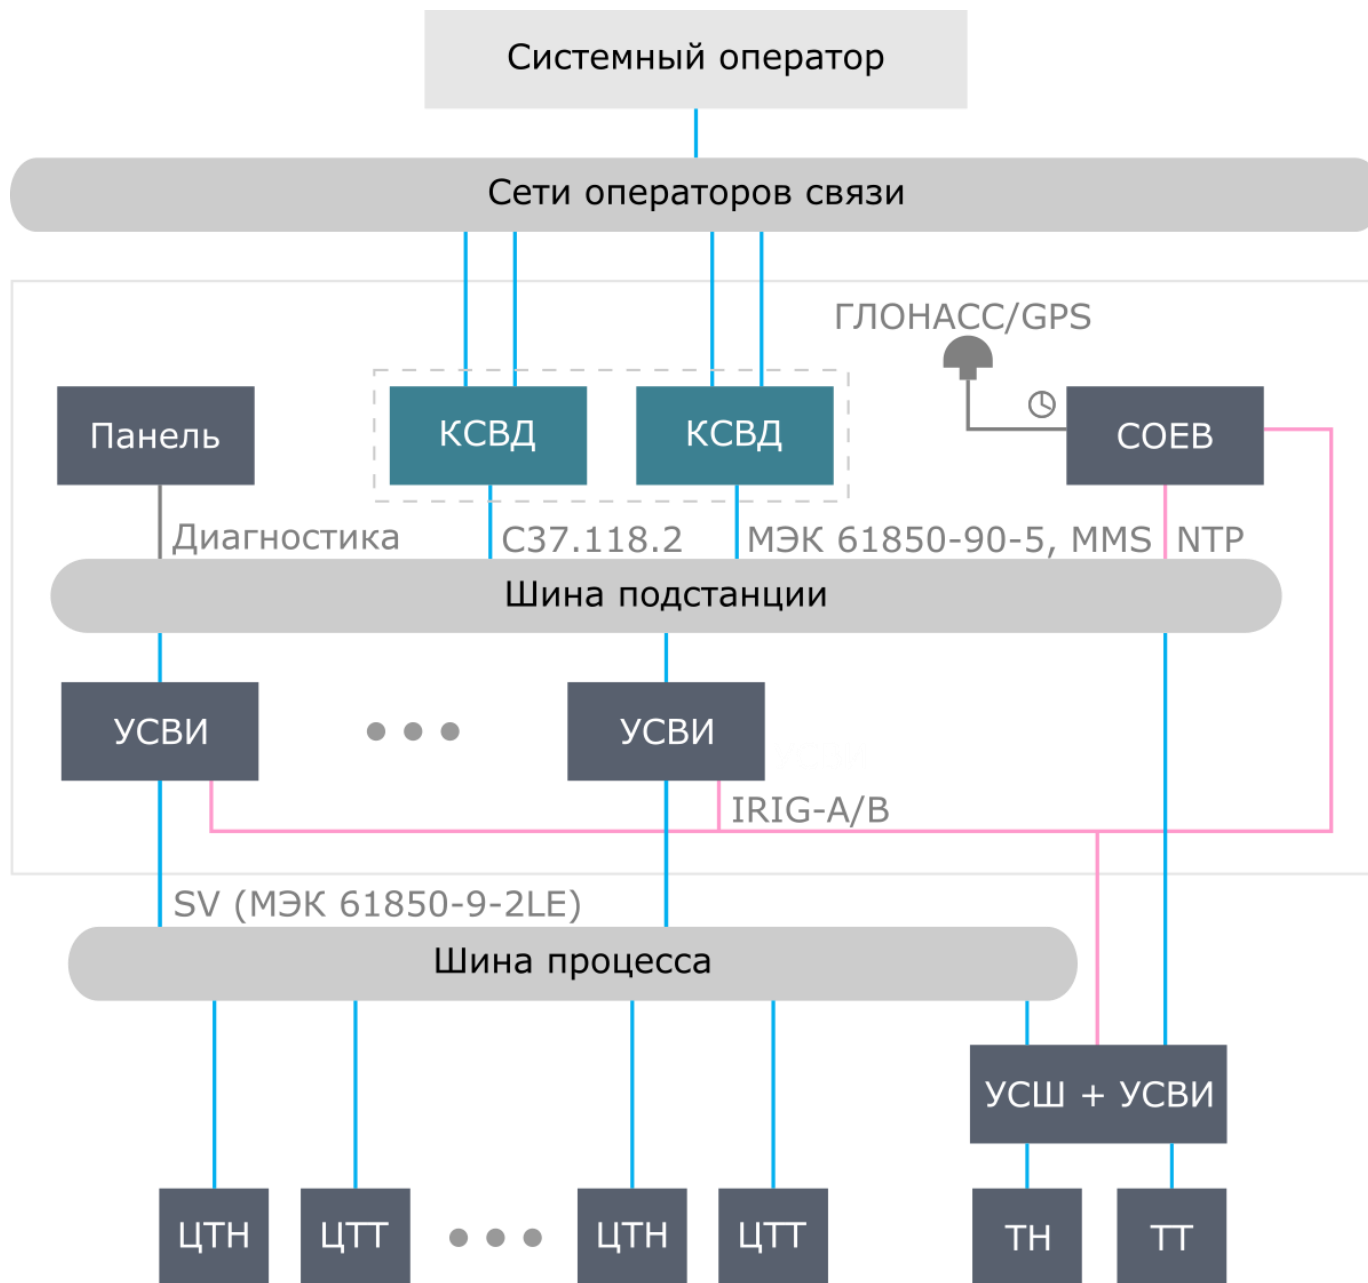 Системный оператор
Сети операторов связи
ГЛОНАСС/GPS
Панель
КСВД
КСВД
СОЕВ
Диагностика
C37.118.2
МЭК 61850-90-5, MMS
NTP
Шина подстанции
УСВИ
УСВИ
IRIG-A/B
SV (МЭК 61850-9-2LE)
Шина процесса
УСШ + УСВИ
ЦТН
ЦТТ
ЦТН
ЦТТ
ТН
ТТ